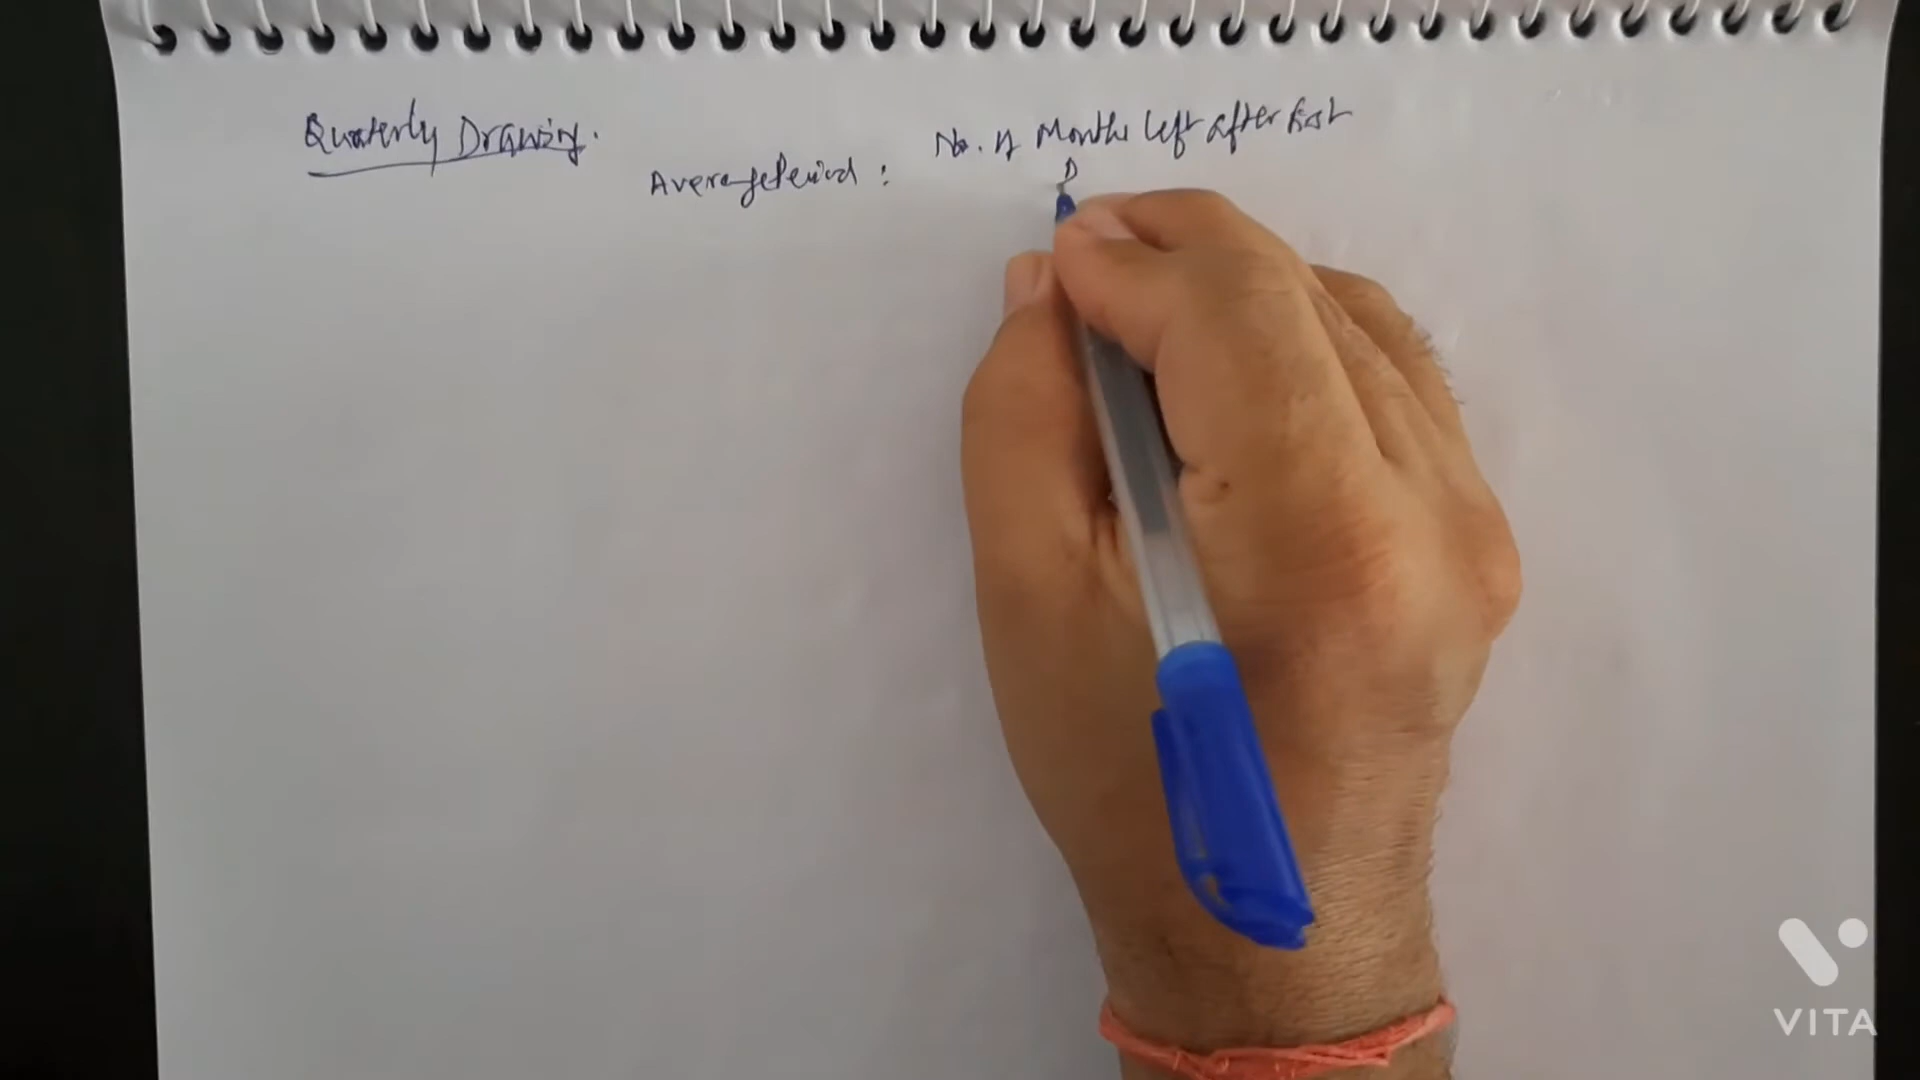 Quarterly Drawing.
No. of Months left after first
Average Period :
D
VITA